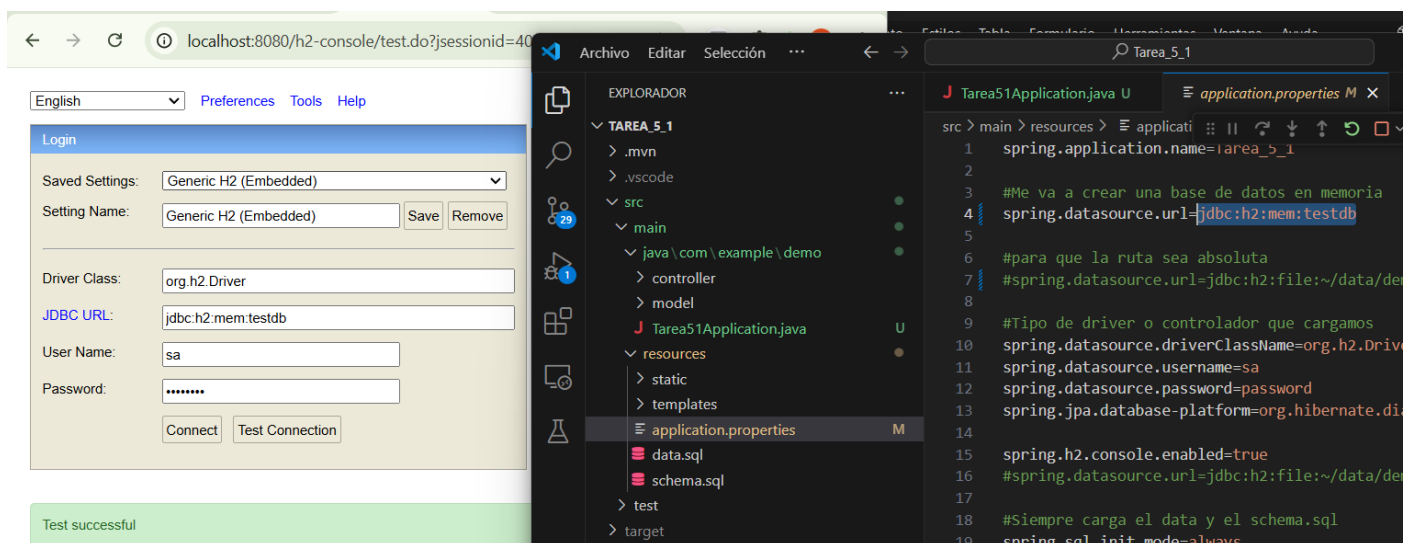 localhost:8080/h2-console/test.do?jsessionid=40
English Preferences Tools Help
Login
Saved Settings: Generic H2 (Embedded)
Setting Name: Generic H2 (Embedded) Save Remove
Driver Class: org.h2.Driver
JDBC URL: jdbc:h2:mem:testdb
User Name: sa
Password: ••••••••
Connect Test Connection
Test successful
Archivo Editar Selección ··· Tarea_5_1
EXPLORADOR ···
TAREA_5_1
.mvn
.vscode
src
main
java\com\example\demo
controller
model
Tarea51Application.java U
resources
static
templates
application.properties M
data.sql
schema.sql
test
target
29
1
Tarea51Application.java U application.properties M
src > main > resources > applicati
1 spring.application.name=Tarea_5_1
2
3 #Me va a crear una base de datos en memoria
4 spring.datasource.url=jdbc:h2:mem:testdb
5
6 #para que la ruta sea absoluta
7 #spring.datasource.url=jdbc:h2:file:~/data/de
8
9 #Tipo de driver o controlador que cargamos
10 spring.datasource.driverClassName=org.h2.Drive
11 spring.datasource.username=sa
12 spring.datasource.password=password
13 spring.jpa.database-platform=org.hibernate.dia
14
15 spring.h2.console.enabled=true
16 #spring.datasource.url=jdbc:h2:file:~/data/de
17
18 #Siempre carga el data y el schema.sql
19 spring.sql.init.mode=always